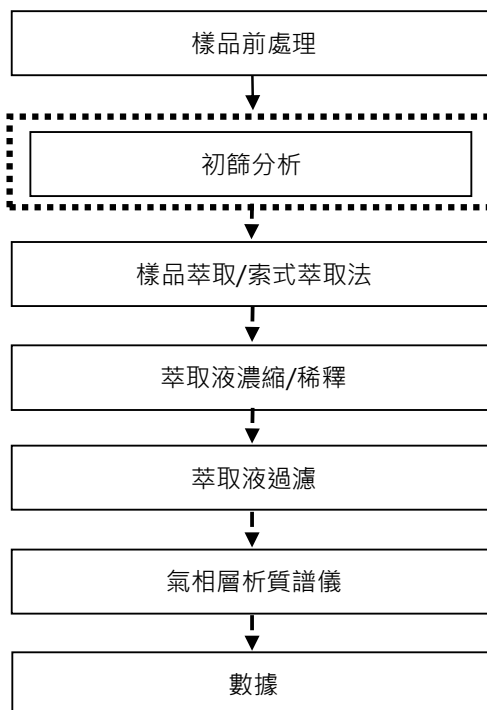 樣品前處理
初篩分析
樣品萃取/索式萃取法
萃取液濃縮/稀釋
萃取液過濾
氣相層析質譜儀
數據